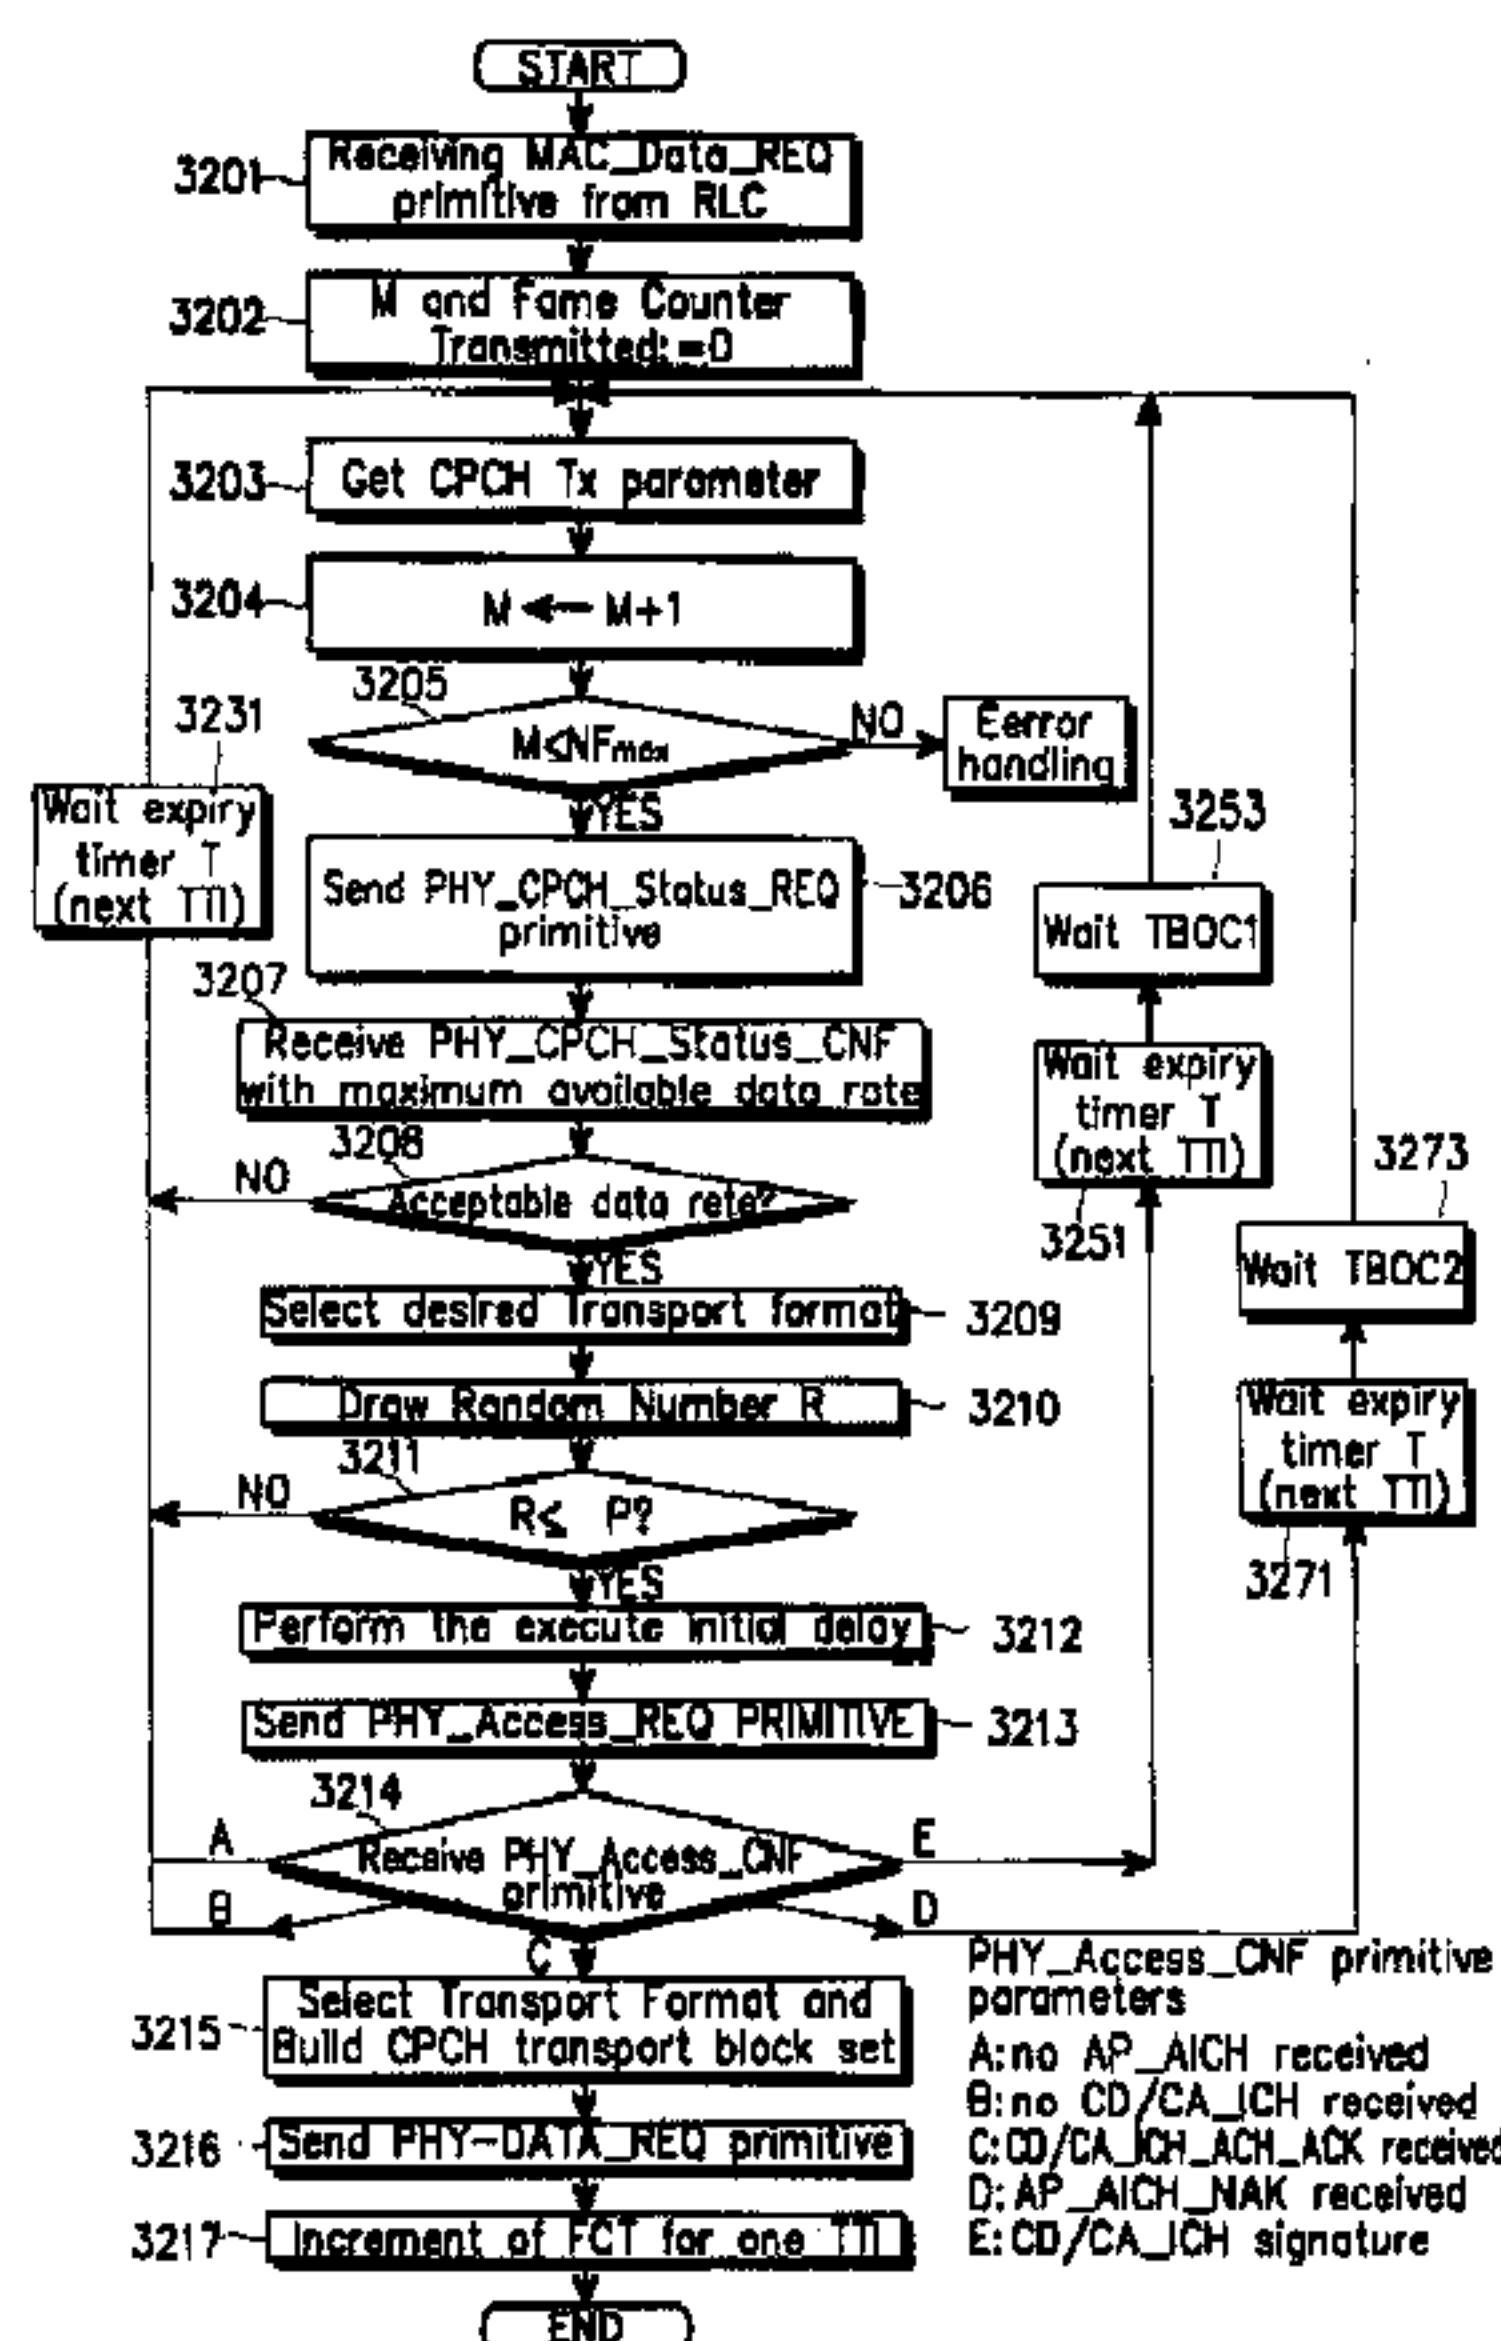 START
3201
Receiving MAC_Data_REQ
primitive from RLC
3202
M and Fame Counter
Transmitted:=0
3203
Get CPCH Tx parameter
3204
M ← M+1
3205
M≤NFmax
NO
Eerror
handling
YES
3231
Wait expiry
timer T
(next TTI)
Send PHY_CPCH_Status_REQ
primitive
3206
3253
Wait TBOC1
3207
Receive PHY_CPCH_Status_CNF
with maximum available data rate
Wait expiry
timer T
(next TTI)
3251
3208
Acceptable data rete?
NO
YES
3273
Wait TBOC2
Select desired Transport format
3209
Draw Random Number R
3210
Wait expiry
timer T
(next TTI)
3271
3211
R≤ P?
NO
YES
Perform the execute initial delay
3212
Send PHY_Access_REQ PRIMITIVE
3213
3214
Receive PHY_Access_CNF
primitive
A
B
C
E
D
3215
Select Transport Format and
Build CPCH transport block set
3216
Send PHY-DATA_REQ primitive
3217
Increment of FCT for one TTI
END
PHY_Access_CNF primitive
parameters
A:no AP_AICH received
B:no CD/CA_ICH received
C:CD/CA_ICH_ACH_ACK received
D:AP_AICH_NAK received
E:CD/CA_ICH signature